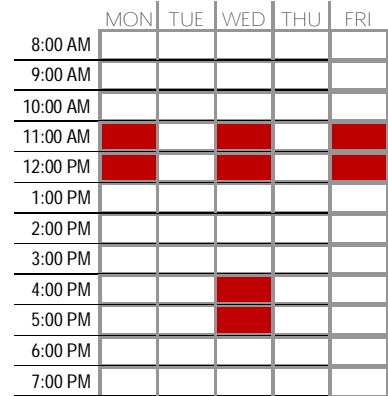 MON TUE WED THU FRI
8:00 AM
9:00 AM
10:00 AM
11:00 AM
12:00 PM
1:00 PM
2:00 PM
3:00 PM
4:00 PM
5:00 PM
6:00 PM
7:00 PM